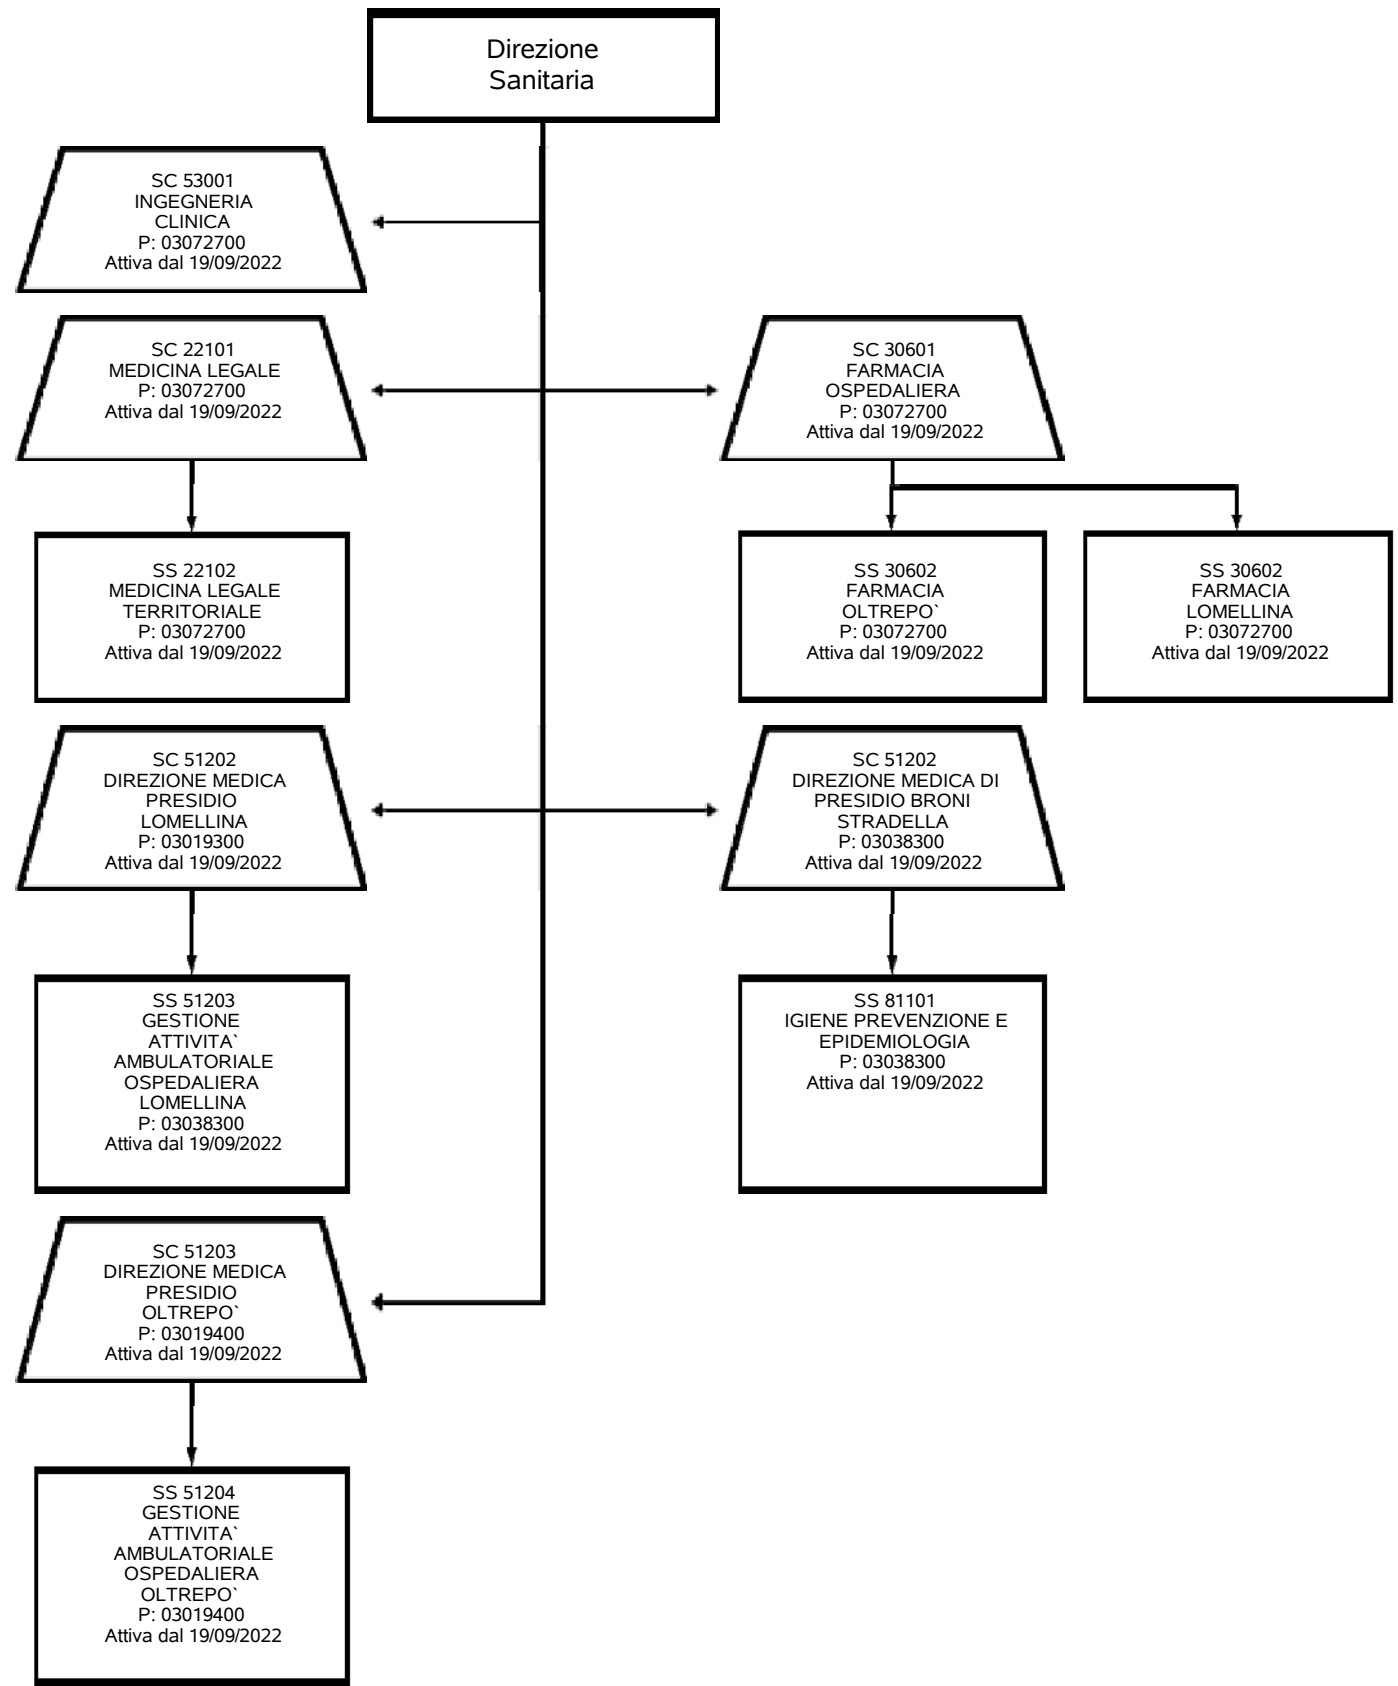 Direzione
Sanitaria
SC 53001
INGEGNERIA
CLINICA
P: 03072700
Attiva dal 19/09/2022
SC 22101
MEDICINA LEGALE
P: 03072700
Attiva dal 19/09/2022
SC 30601
FARMACIA
OSPEDALIERA
P: 03072700
Attiva dal 19/09/2022
SS 22102
MEDICINA LEGALE
TERRITORIALE
P: 03072700
Attiva dal 19/09/2022
SS 30602
FARMACIA
OLTREPO`
P: 03072700
Attiva dal 19/09/2022
SS 30602
FARMACIA
LOMELLINA
P: 03072700
Attiva dal 19/09/2022
SC 51202
DIREZIONE MEDICA
PRESIDIO
LOMELLINA
P: 03019300
Attiva dal 19/09/2022
SC 51202
DIREZIONE MEDICA DI
PRESIDIO BRONI
STRADELLA
P: 03038300
Attiva dal 19/09/2022
SS 51203
GESTIONE
ATTIVITA`
AMBULATORIALE
OSPEDALIERA
LOMELLINA
P: 03038300
Attiva dal 19/09/2022
SS 81101
IGIENE PREVENZIONE E
EPIDEMIOLOGIA
P: 03038300
Attiva dal 19/09/2022
SC 51203
DIREZIONE MEDICA
PRESIDIO
OLTREPO`
P: 03019400
Attiva dal 19/09/2022
SS 51204
GESTIONE
ATTIVITA`
AMBULATORIALE
OSPEDALIERA
OLTREPO`
P: 03019400
Attiva dal 19/09/2022